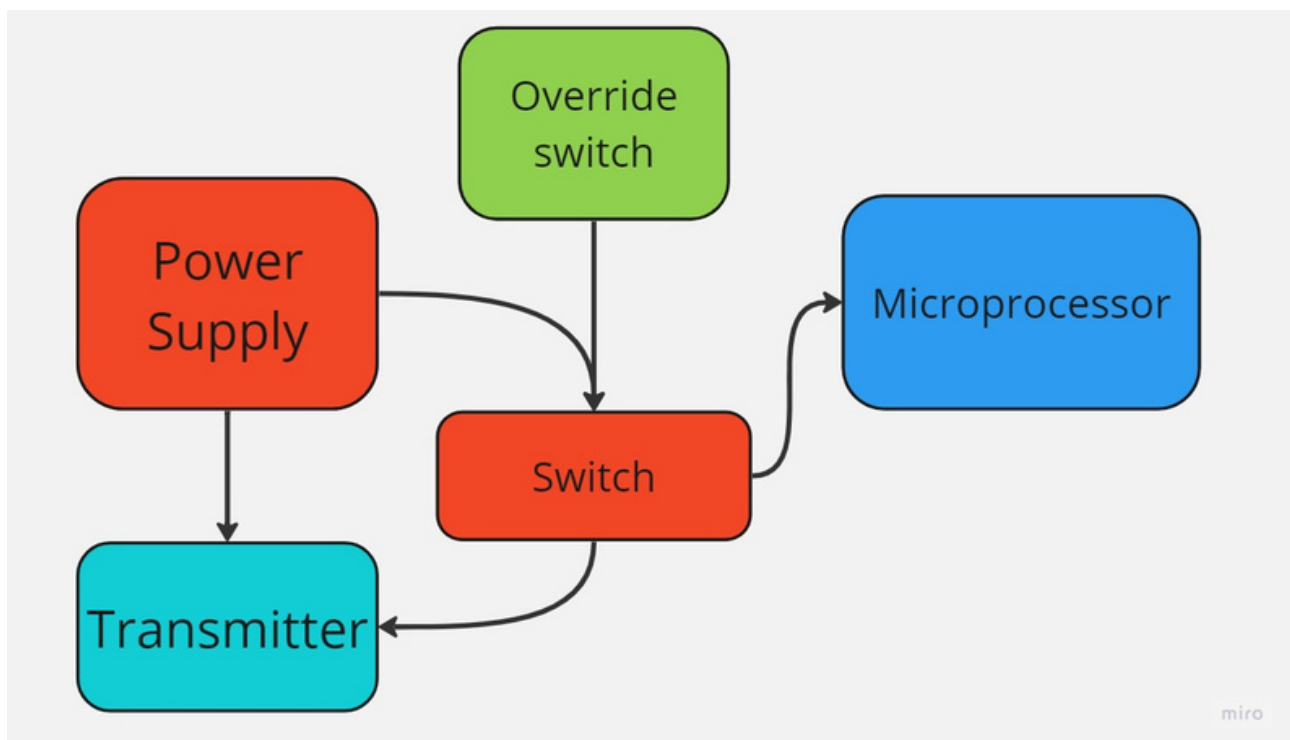 Override
switch
Power
Supply
Microprocessor
Switch
Transmitter
miro